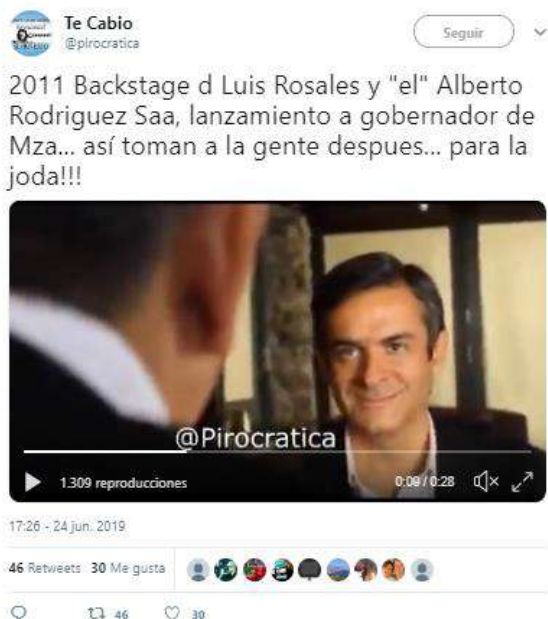 Te Cabio
@pirocratica
Seguir
2011 Backstage d Luis Rosales y "el" Alberto
Rodriguez Saa, lanzamiento a gobernador de
Mza... así toman a la gente despues... para la
joda!!!
@Pirocratica
1.309 reproducciones
0:09 / 0:28
17:26 - 24 jun. 2019
46 Retweets 30 Me gusta
46 30